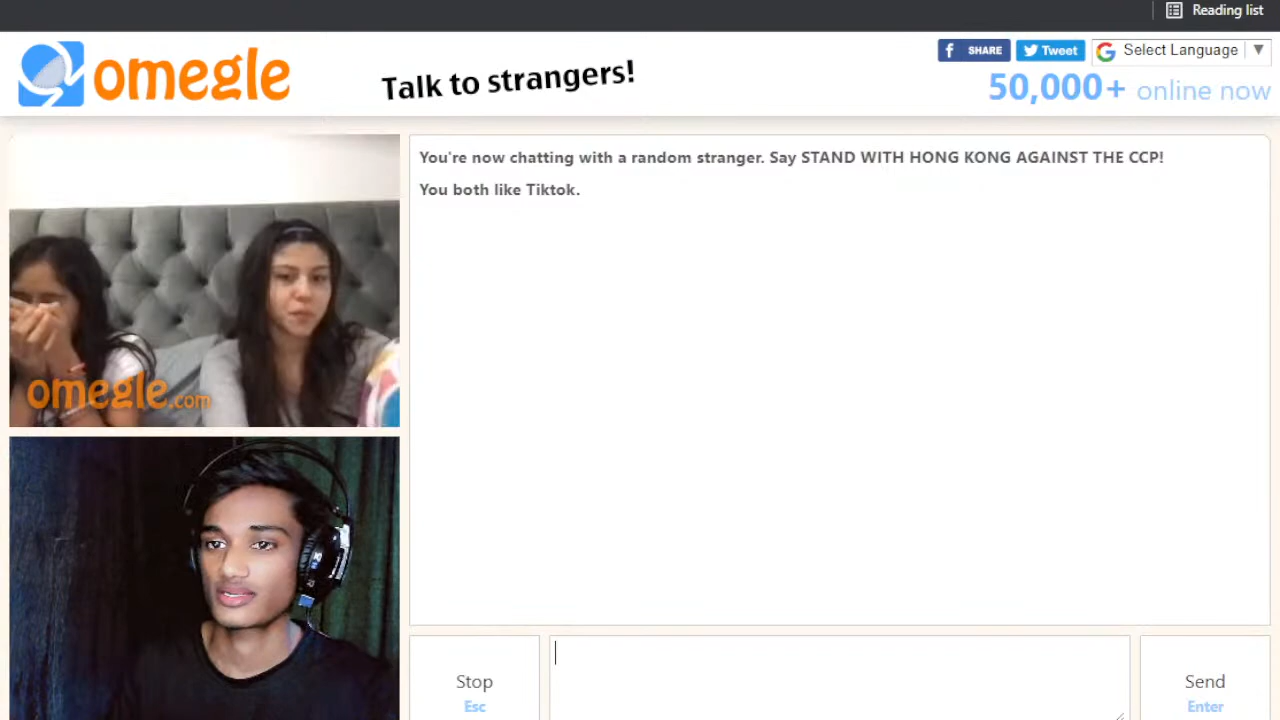 Reading list
omegle
Talk to strangers!
SHARE
Tweet
Select Language
50,000+ online now
You're now chatting with a random stranger. Say STAND WITH HONG KONG AGAINST THE CCP!
You both like Tiktok.
omegle.com
Stop
Esc
Send
Enter